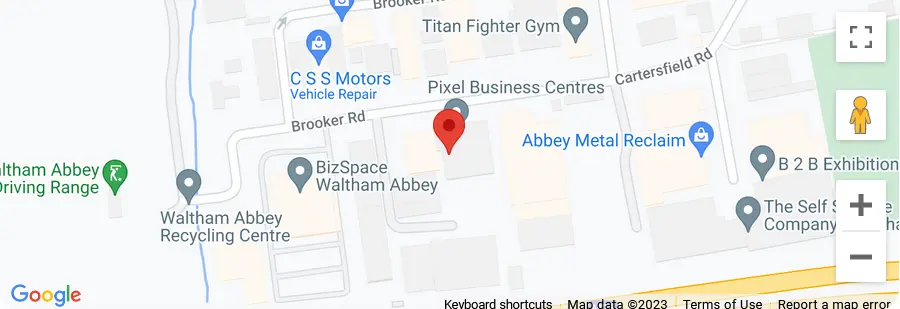 Brooker Rd
Titan Fighter Gym
C S S Motors
Vehicle Repair
Cartersfield Rd
Pixel Business Centres
Brooker Rd
Abbey Metal Reclaim
BizSpace
Waltham Abbey
altham Abbey
Driving Range
B 2 B Exhibition
Waltham Abbey
Recycling Centre
The Self S e
Company ha
Google
Keyboard shortcuts
Map data ©2023
Terms of Use
Report a map error